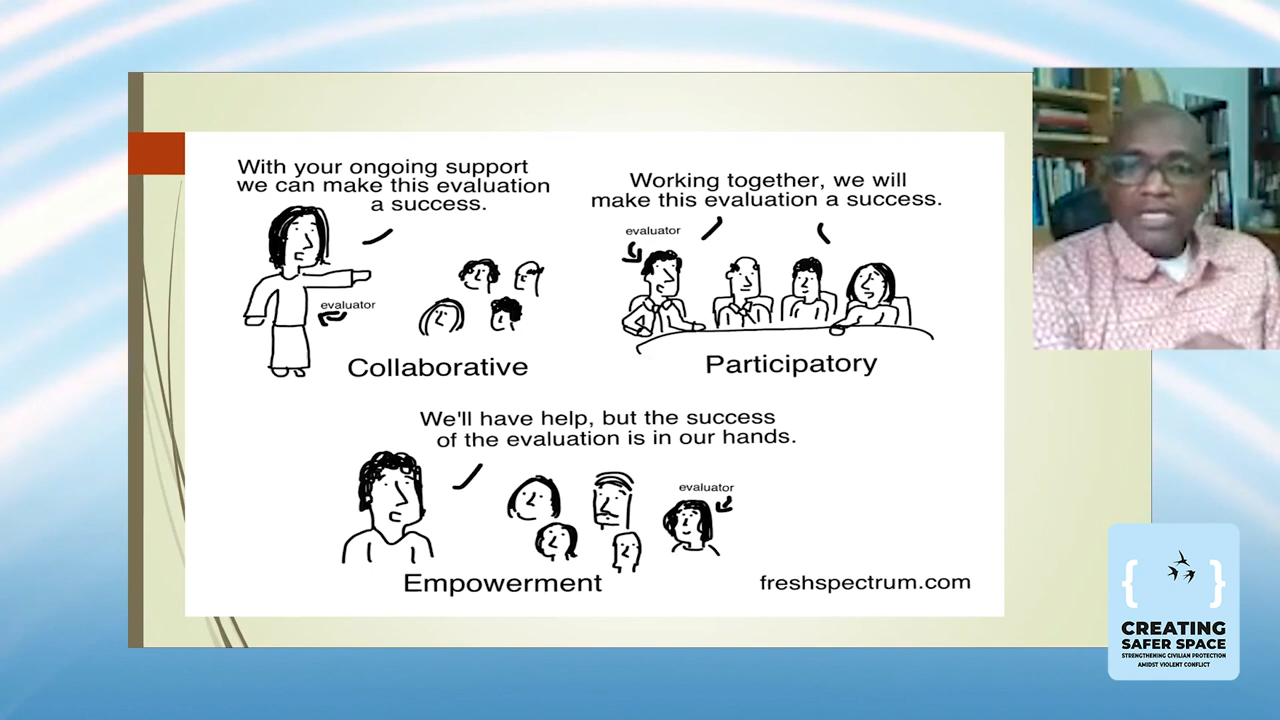 With your ongoing support
we can make this evaluation
a success.
evaluator
Collaborative
Working together, we will
make this evaluation a success.
evaluator
Participatory
We'll have help, but the success
of the evaluation is in our hands.
evaluator
Empowerment
freshspectrum.com
{ }
CREATING
SAFER SPACE
STRENGTHENING CIVILIAN PROTECTION
AMIDST VIOLENT CONFLICT